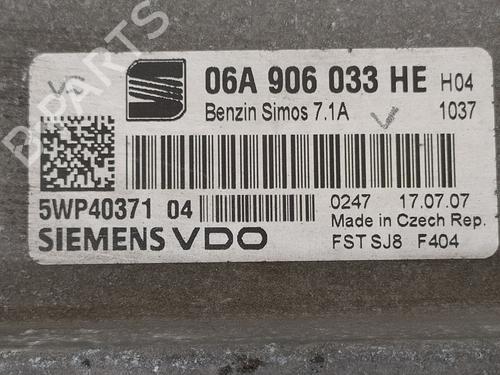 06A 906 033 HE H04
Benzin Simos 7.1A 1037
5WP40371 04
0247 17.07.07
Made in Czech Rep.
SIEMENS VDO
FST SJ8 F404
B-PARTS